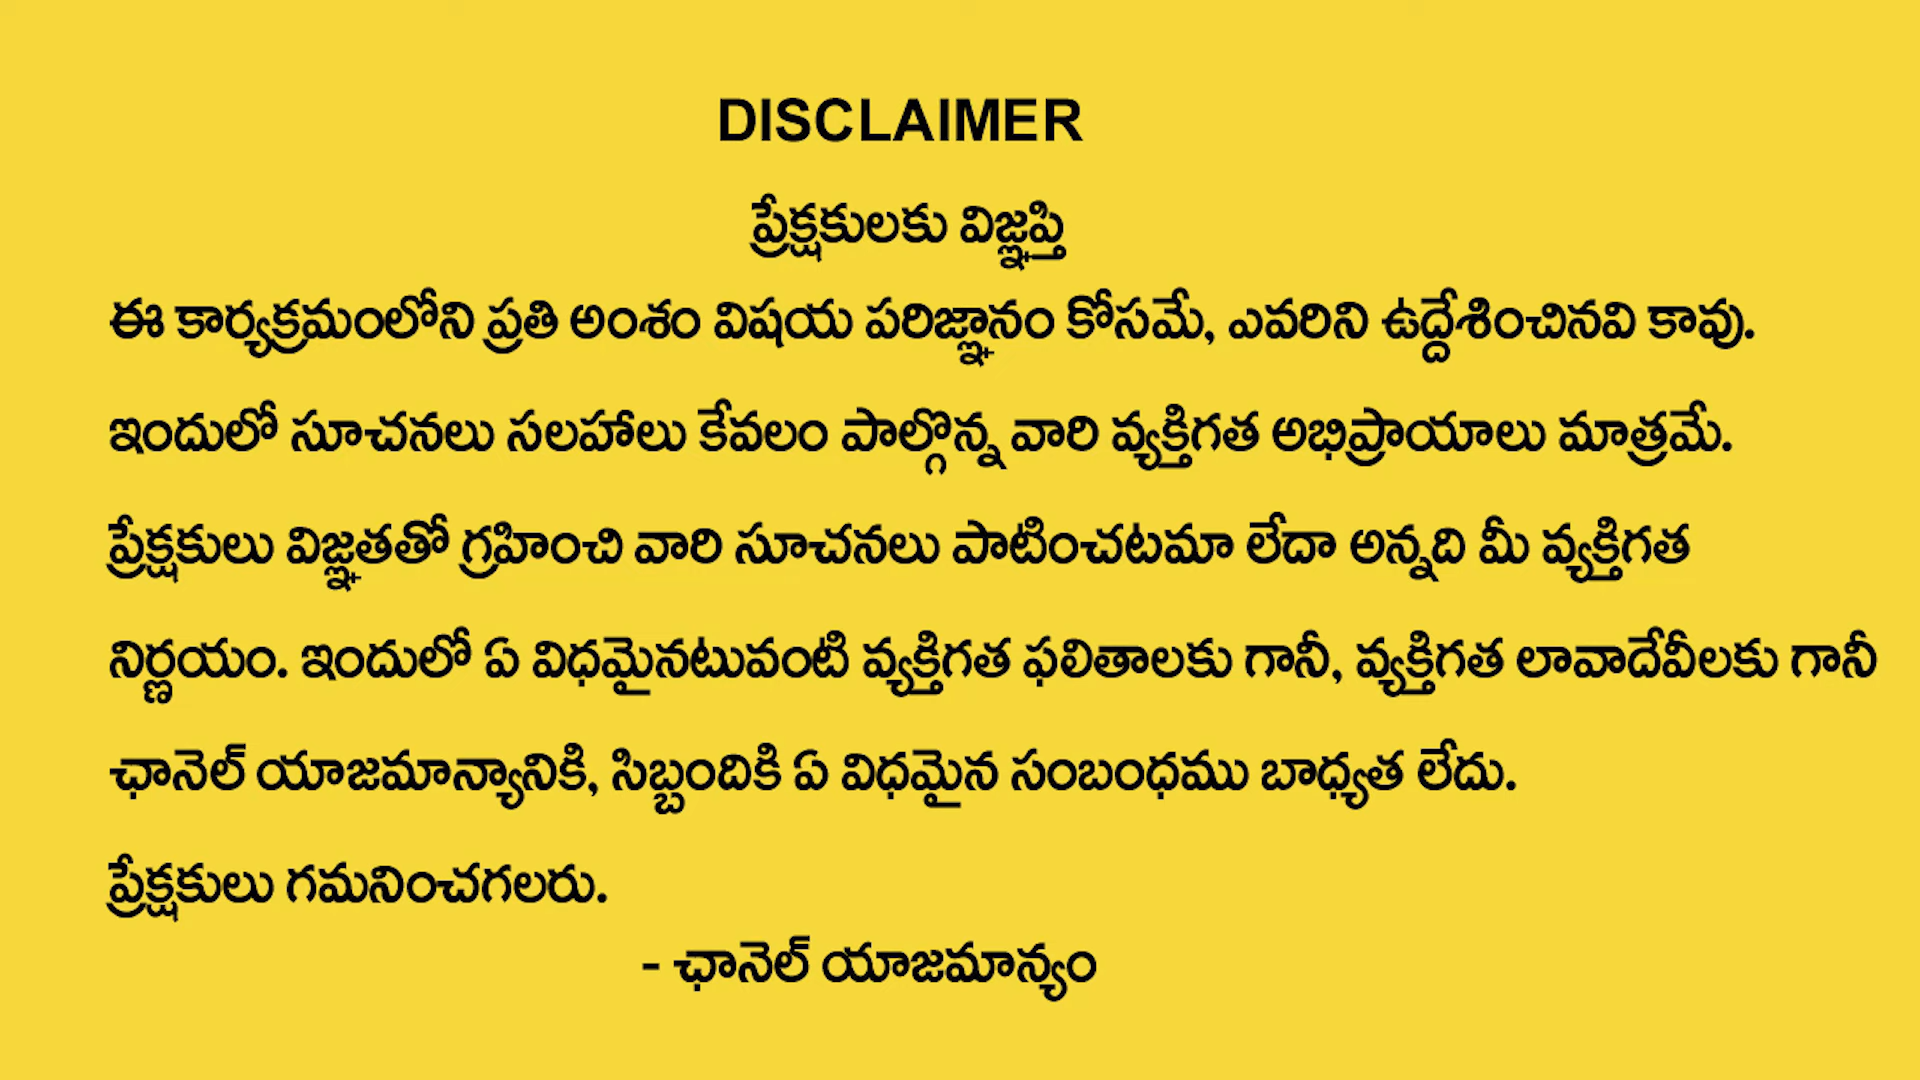 DISCLAIMER
ప్రేక్షకులకు విజ్ఞప్తి
ఈ కార్యక్రమంలోని ప్రతి అంశం విషయ పరిజ్ఞానం కోసమే, ఎవరిని ఉద్దేశించినవి కావు.
ఇందులో సూచనలు సలహాలు కేవలం పాల్గొన్న వారి వ్యక్తిగత అభిప్రాయాలు మాత్రమే.
ప్రేక్షకులు విజ్ఞతతో గ్రహించి వారి సూచనలు పాటించటమా లేదా అన్నది మీ వ్యక్తిగత
నిర్ణయం. ఇందులో ఏ విధమైనటువంటి వ్యక్తిగత ఫలితాలకు గానీ, వ్యక్తిగత లావాదేవీలకు గానీ
ఛానెల్ యాజమాన్యానికి, సిబ్బందికి ఏ విధమైన సంబంధము బాధ్యత లేదు.
ప్రేక్షకులు గమనించగలరు.
- ఛానెల్ యాజమాన్యం